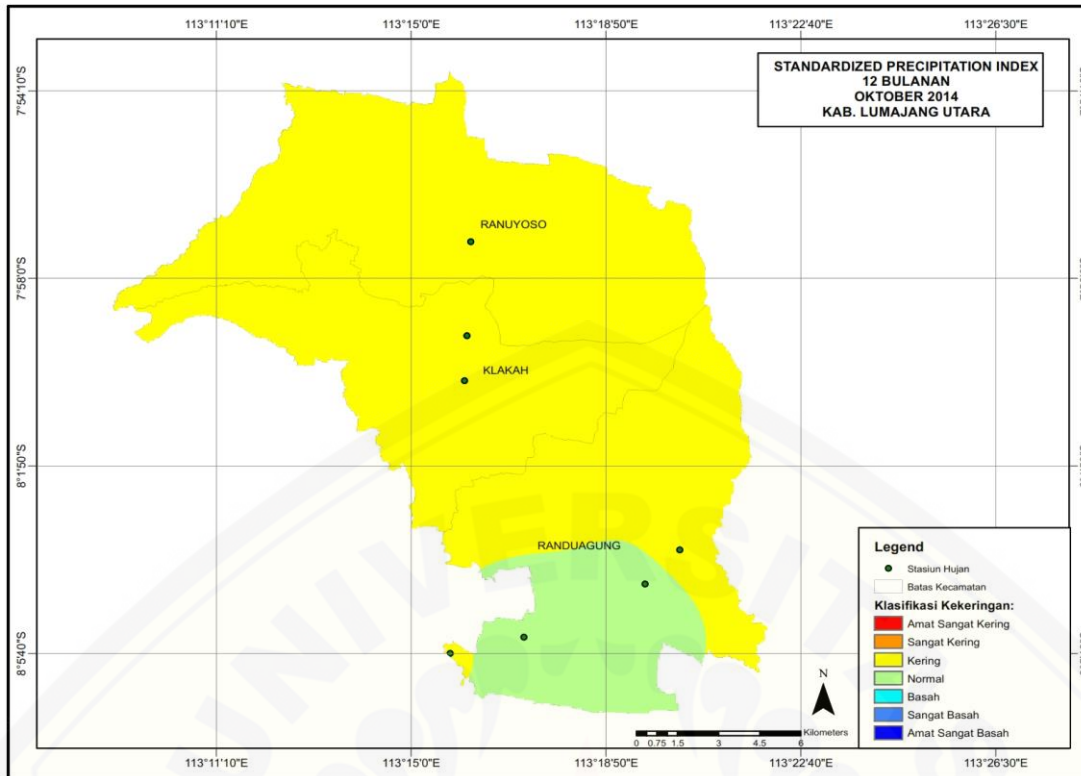 113°11'10"E 113°15'0"E 113°18'50"E 113°22'40"E 113°26'30"E
STANDARDIZED PRECIPITATION INDEX
12 BULANAN
OKTOBER 2014
KAB. LUMAJANG UTARA
7°54'10"S
RANUYOSO
7°58'0"S
KLAKAH
8°1'50"S
RANDUAGUNG
Legend
Stasiun Hujan
Batas Kecamatan
Klasifikasi Kekeringan:
Amat Sangat Kering
Sangat Kering
Kering
Normal
Basah
Sangat Basah
Amat Sangat Basah
8°5'40"S
N
Kilometers
0 0.75 1.5 3 4.5 6
UNIVERSIT
113°11'10"E 113°15'0"E 113°18'50"E 113°22'40"E 113°26'30"E